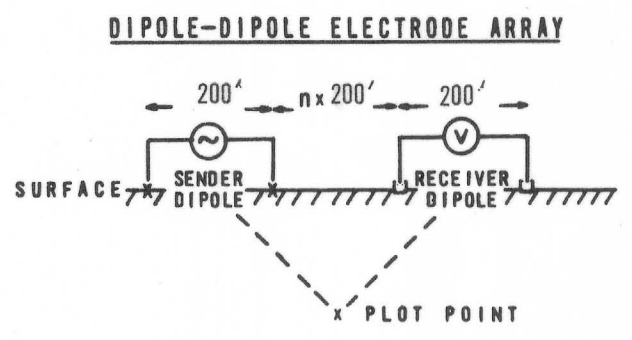 DIPOLE-DIPOLE ELECTRODE ARRAY
200' n x 200' 200'
~ V
SURFACE SENDER DIPOLE RECEIVER DIPOLE
x PLOT POINT